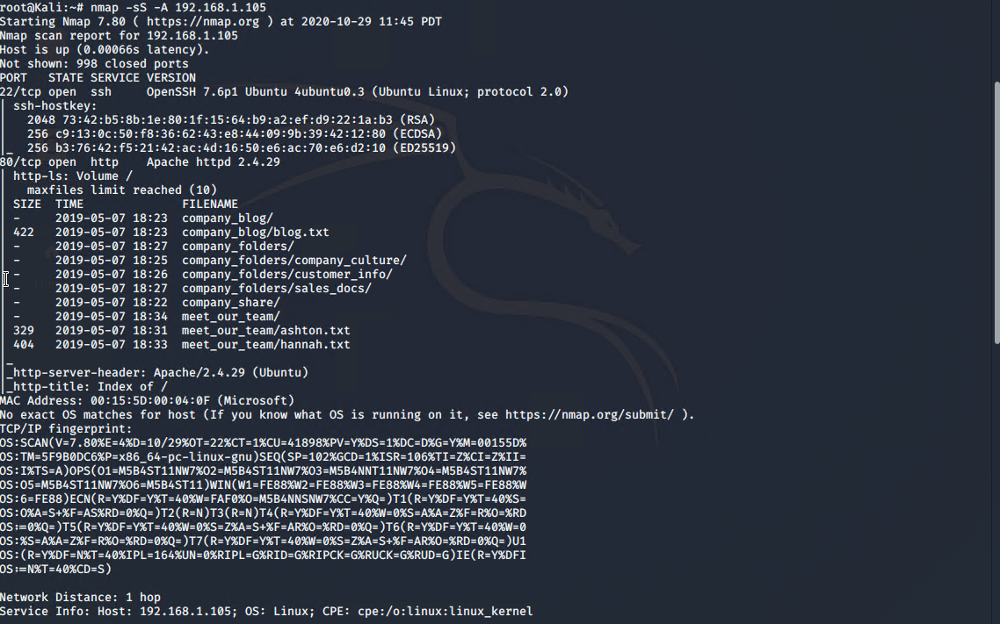 root@Kali:~# nmap -sS -A 192.168.1.105
Starting Nmap 7.80 ( https://nmap.org ) at 2020-10-29 11:45 PDT
Nmap scan report for 192.168.1.105
Host is up (0.00066s latency).
Not shown: 998 closed ports
PORT   STATE SERVICE VERSION
22/tcp open  ssh     OpenSSH 7.6p1 Ubuntu 4ubuntu0.3 (Ubuntu Linux; protocol 2.0)
| ssh-hostkey:
|   2048 73:42:b5:8b:1e:80:1f:15:64:b9:a2:ef:d9:22:1a:b3 (RSA)
|   256 c9:13:0c:50:f8:36:62:43:e8:44:09:9b:39:42:12:80 (ECDSA)
|_  256 b3:76:42:f5:21:42:ac:4d:16:50:e6:ac:70:e6:d2:10 (ED25519)
80/tcp open  http    Apache httpd 2.4.29
| http-ls: Volume /
|   maxfiles limit reached (10)
| SIZE  TIME              FILENAME
| -     2019-05-07 18:23  company_blog/
| 422   2019-05-07 18:23  company_blog/blog.txt
| -     2019-05-07 18:27  company_folders/
| -     2019-05-07 18:25  company_folders/company_culture/
| -     2019-05-07 18:26  company_folders/customer_info/
| -     2019-05-07 18:27  company_folders/sales_docs/
| -     2019-05-07 18:22  company_share/
| -     2019-05-07 18:34  meet_our_team/
| 329   2019-05-07 18:31  meet_our_team/ashton.txt
| 404   2019-05-07 18:33  meet_our_team/hannah.txt
|_
|_http-server-header: Apache/2.4.29 (Ubuntu)
|_http-title: Index of /
MAC Address: 00:15:5D:00:04:0F (Microsoft)
No exact OS matches for host (If you know what OS is running on it, see https://nmap.org/submit/ ).
TCP/IP fingerprint:
OS:SCAN(V=7.80%E=4%D=10/29%OT=22%CT=1%CU=41898%PV=Y%DS=1%DC=D%G=Y%M=00155D%
OS:TM=5F9B0DC6%P=x86_64-pc-linux-gnu)SEQ(SP=102%GCD=1%ISR=106%TI=Z%CI=Z%II=
OS:I%TS=A)OPS(O1=M5B4ST11NW7%O2=M5B4ST11NW7%O3=M5B4NNT11NW7%O4=M5B4ST11NW7%
OS:O5=M5B4ST11NW7%O6=M5B4ST11)WIN(W1=FE88%W2=FE88%W3=FE88%W4=FE88%W5=FE88%W
OS:6=FE88)ECN(R=Y%DF=Y%T=40%W=FAF0%O=M5B4NNSNW7%CC=Y%Q=)T1(R=Y%DF=Y%T=40%S=
OS:O%A=S+%F=AS%RD=0%Q=)T2(R=N)T3(R=N)T4(R=Y%DF=Y%T=40%W=0%S=A%A=Z%F=R%O=%RD
OS:=0%Q=)T5(R=Y%DF=Y%T=40%W=0%S=Z%A=S+%F=AR%O=%RD=0%Q=)T6(R=Y%DF=Y%T=40%W=0
OS:%S=A%A=Z%F=R%O=%RD=0%Q=)T7(R=Y%DF=Y%T=40%W=0%S=Z%A=S+%F=AR%O=%RD=0%Q=)U1
OS:(R=Y%DF=N%T=40%IPL=164%UN=0%RIPL=G%RID=G%RIPCK=G%RUCK=G%RUD=G)IE(R=Y%DFI
OS:=N%T=40%CD=S)
Network Distance: 1 hop
Service Info: Host: 192.168.1.105; OS: Linux; CPE: cpe:/o:linux:linux_kernel